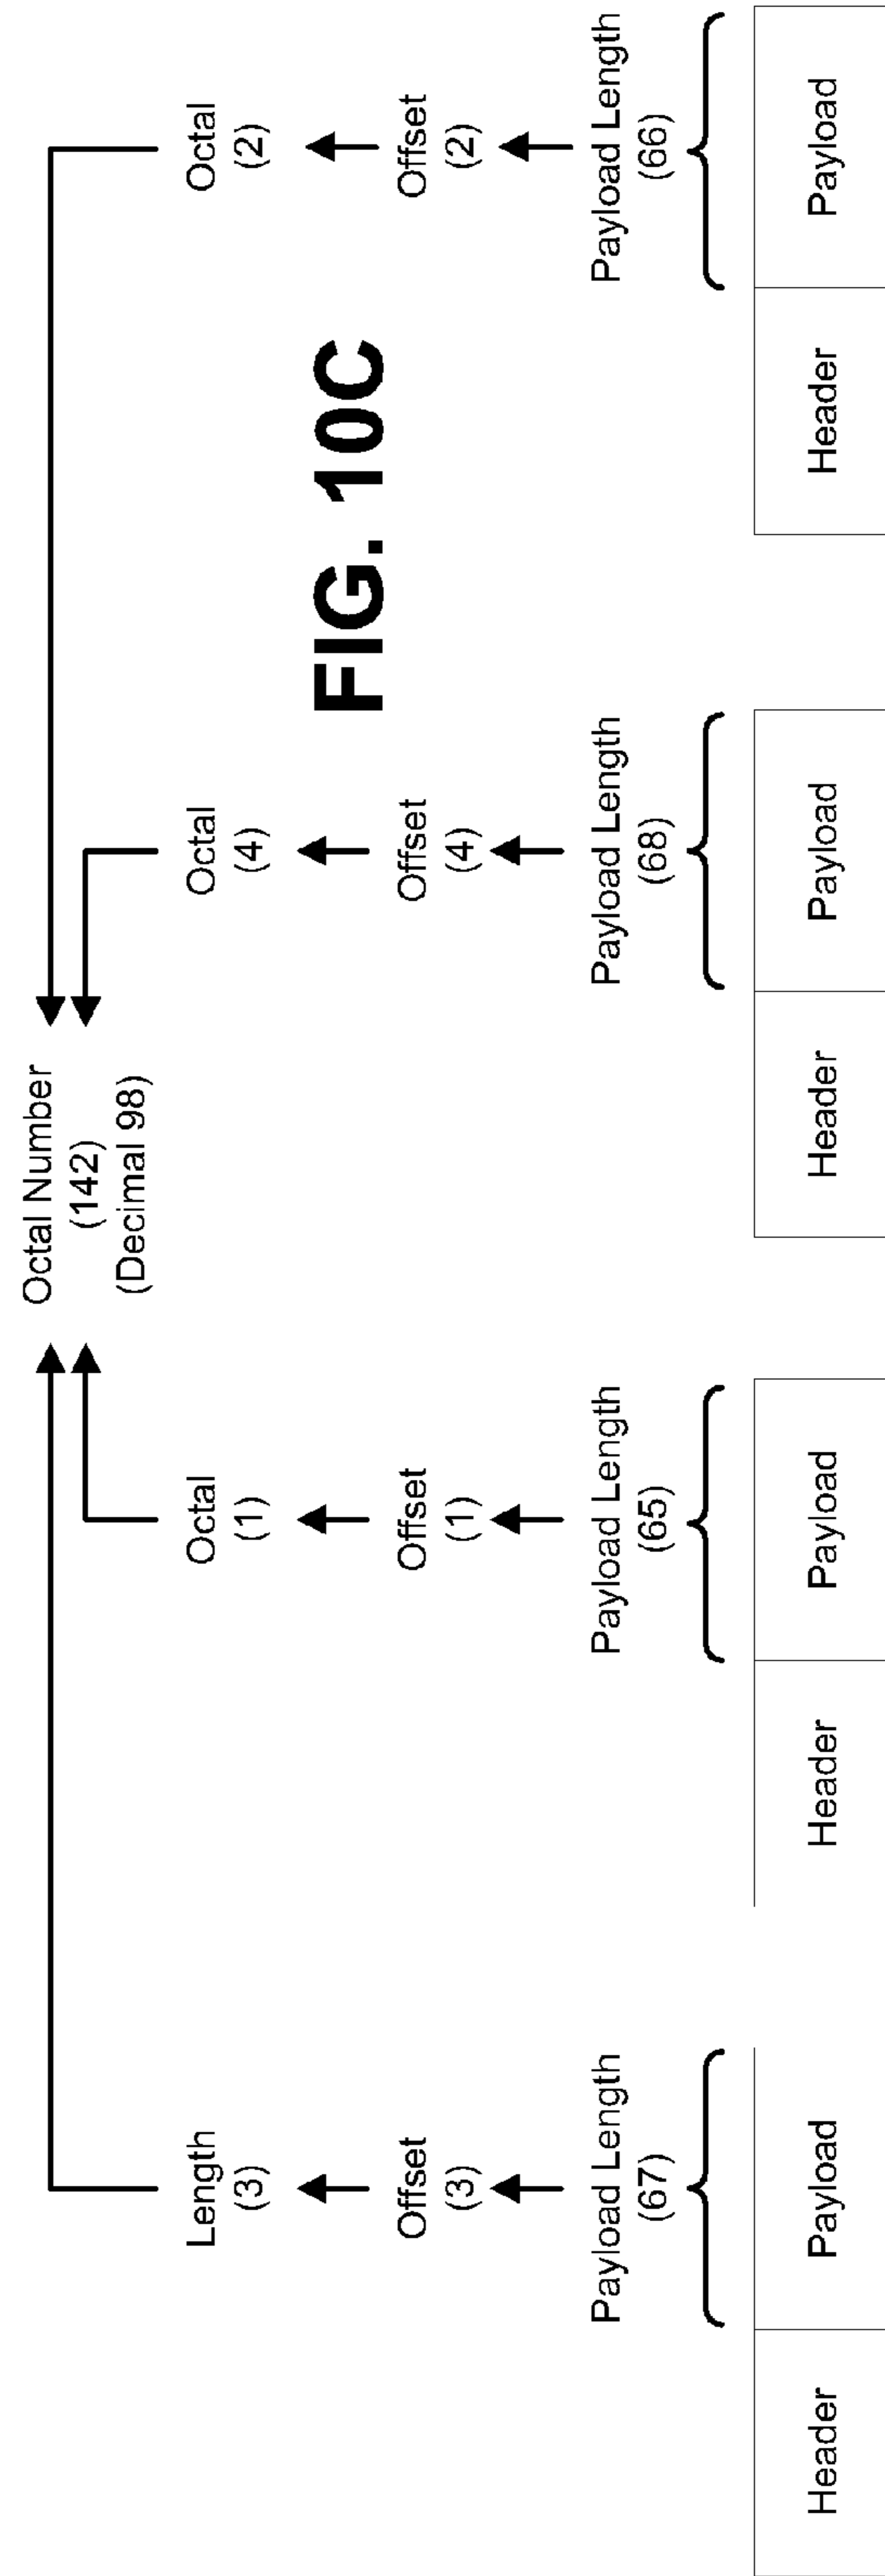 Octal Number
(142)
(Decimal 98)
Length
(3)
Octal
(1)
Octal
(4)
Octal
(2)
Offset
(3)
Offset
(1)
Offset
(4)
Offset
(2)
FIG. 10C
Payload Length
(67)
Payload Length
(65)
Payload Length
(68)
Payload Length
(66)
Header
Payload
Header
Payload
Header
Payload
Header
Payload